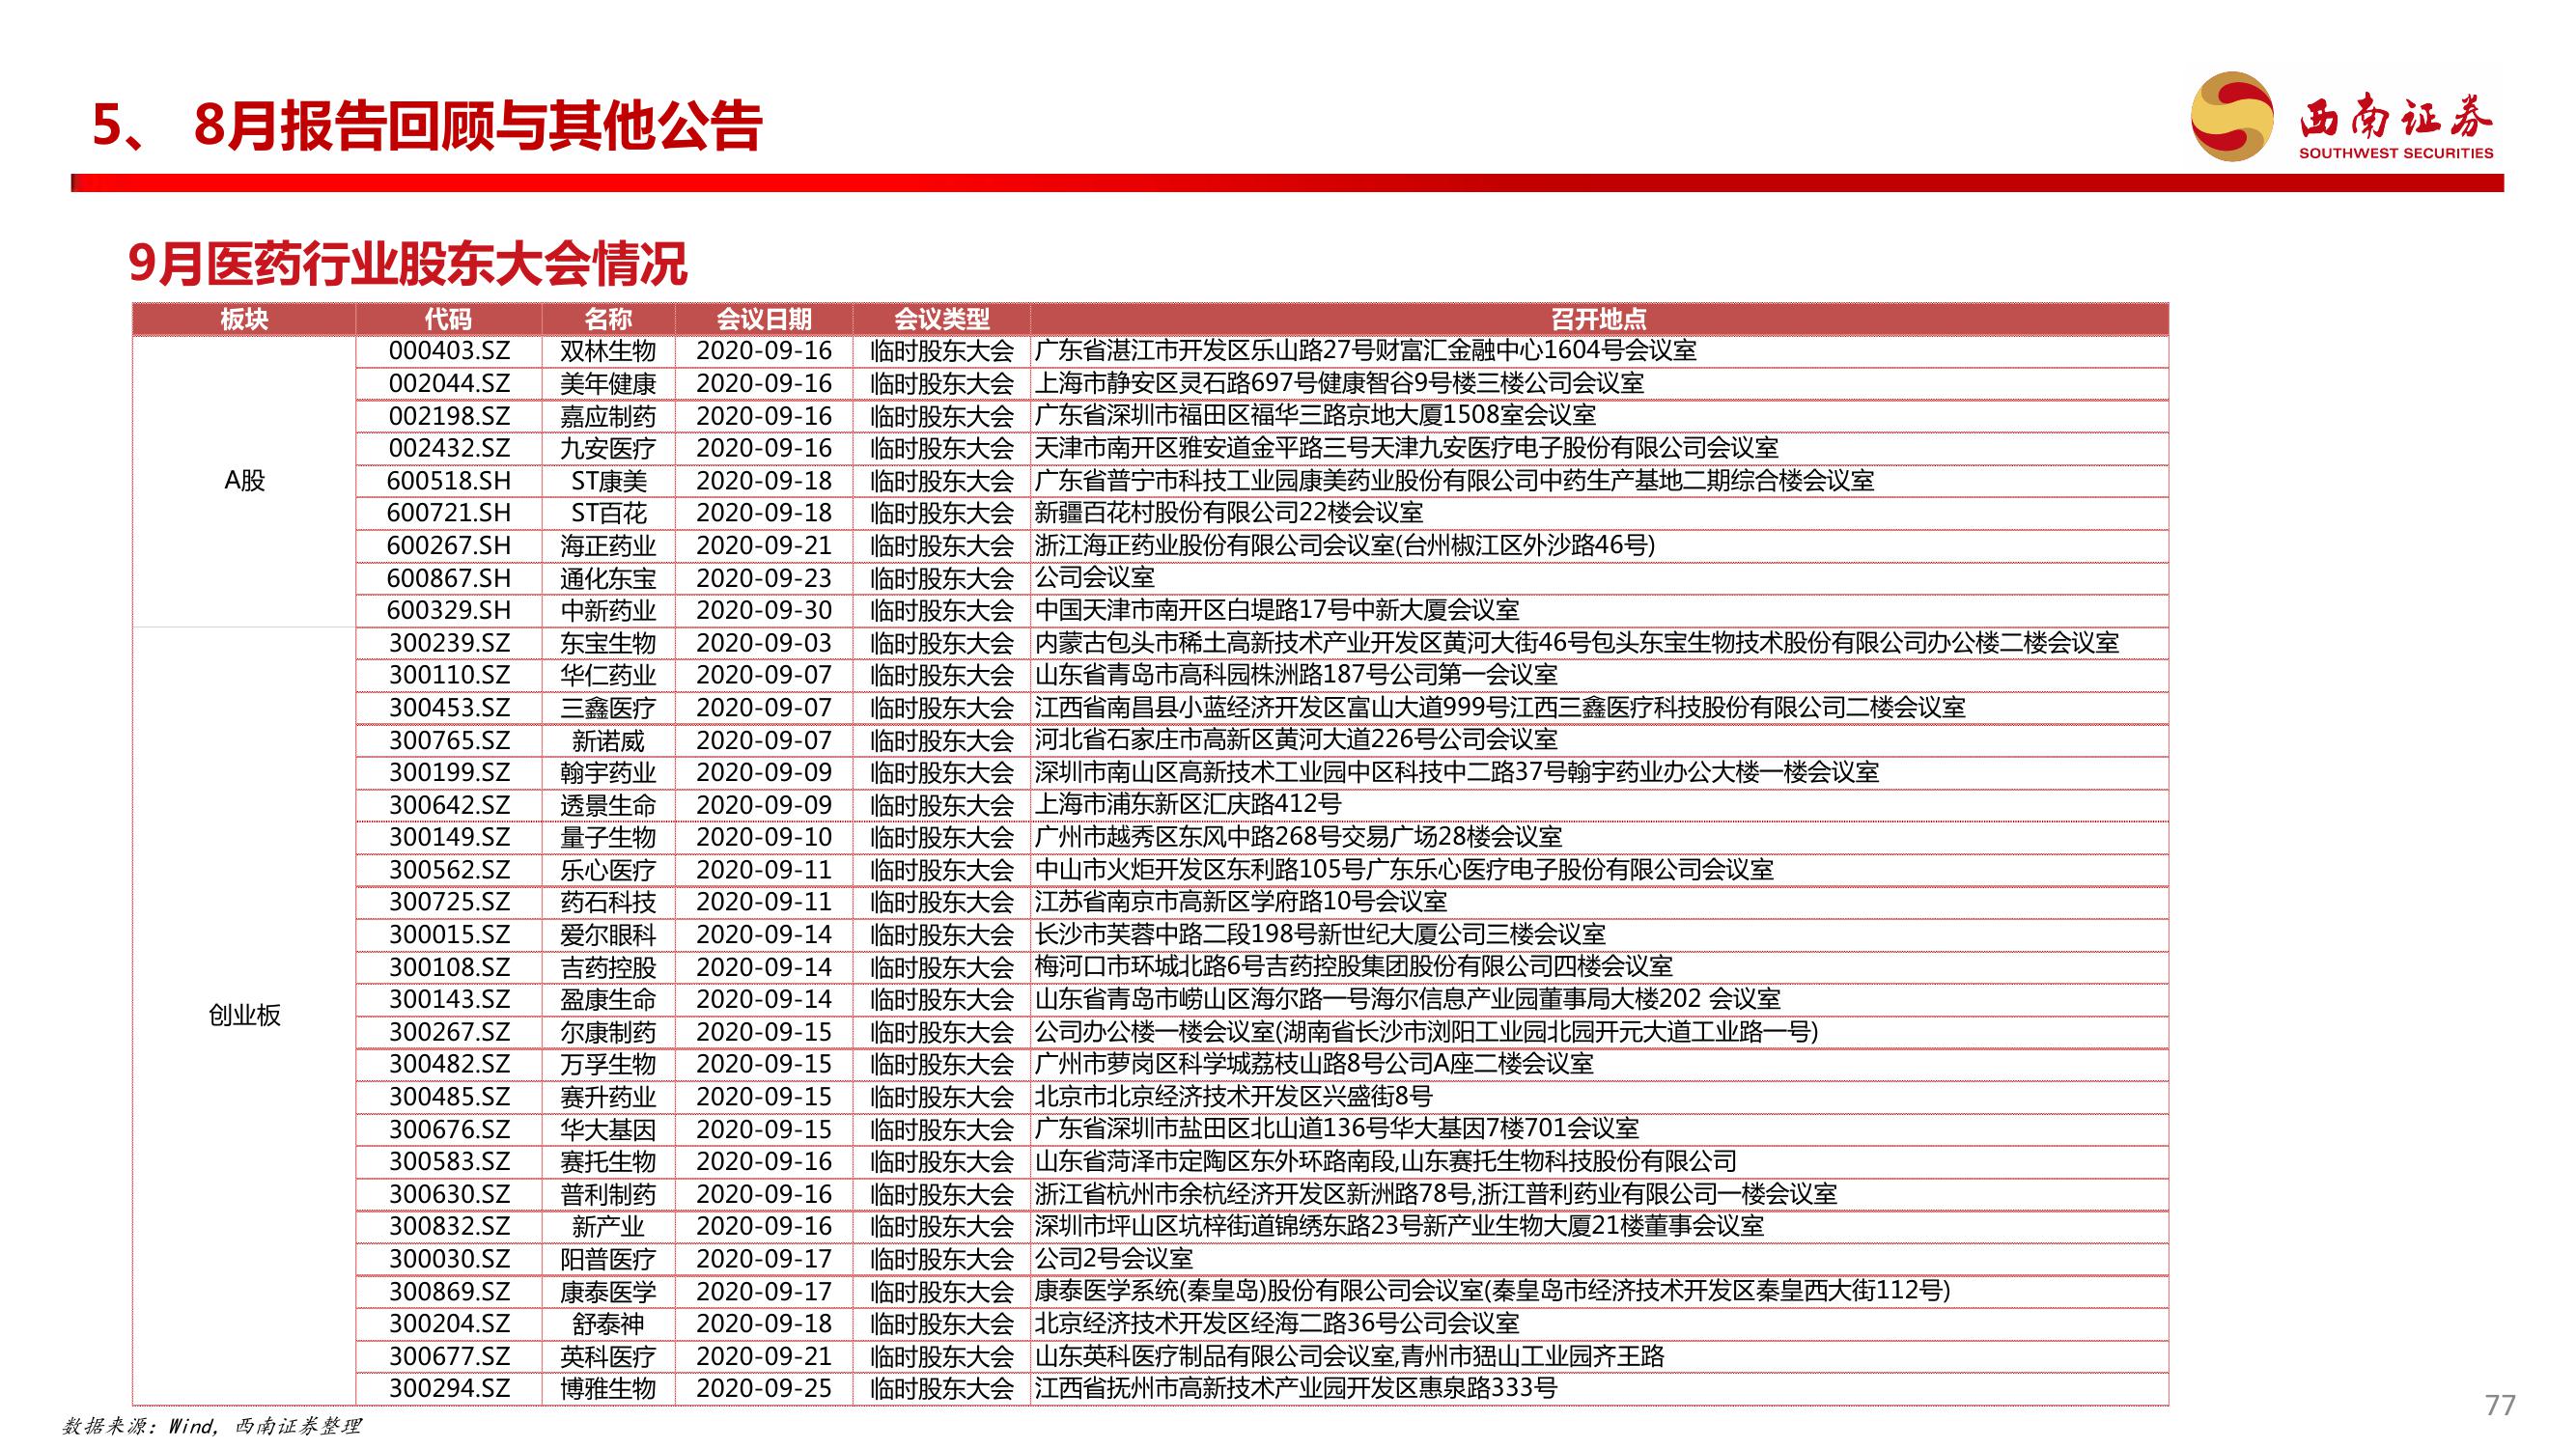 5、 8月报告回顾与其他公告
西南证券
SOUTHWEST SECURITIES
9月医药行业股东大会情况
板块 代码 名称 会议日期 会议类型 召开地点
A股
000403.SZ 双林生物 2020-09-16 临时股东大会 广东省湛江市开发区乐山路27号财富汇金融中心1604号会议室
002044.SZ 美年健康 2020-09-16 临时股东大会 上海市静安区灵石路697号健康智谷9号楼三楼公司会议室
002198.SZ 嘉应制药 2020-09-16 临时股东大会 广东省深圳市福田区福华三路京地大厦1508室会议室
002432.SZ 九安医疗 2020-09-16 临时股东大会 天津市南开区雅安道金平路三号天津九安医疗电子股份有限公司会议室
600518.SH ST康美 2020-09-18 临时股东大会 广东省普宁市科技工业园康美药业股份有限公司中药生产基地二期综合楼会议室
600721.SH ST百花 2020-09-18 临时股东大会 新疆百花村股份有限公司22楼会议室
600267.SH 海正药业 2020-09-21 临时股东大会 浙江海正药业股份有限公司会议室(台州椒江区外沙路46号)
600867.SH 通化东宝 2020-09-23 临时股东大会 公司会议室
600329.SH 中新药业 2020-09-30 临时股东大会 中国天津市南开区白堤路17号中新大厦会议室
创业板
300239.SZ 东宝生物 2020-09-03 临时股东大会 内蒙古包头市稀土高新技术产业开发区黄河大街46号包头东宝生物技术股份有限公司办公楼二楼会议室
300110.SZ 华仁药业 2020-09-07 临时股东大会 山东省青岛市高科园株洲路187号公司第一会议室
300453.SZ 三鑫医疗 2020-09-07 临时股东大会 江西省南昌县小蓝经济开发区富山大道999号江西三鑫医疗科技股份有限公司二楼会议室
300765.SZ 新诺威 2020-09-07 临时股东大会 河北省石家庄市高新区黄河大道226号公司会议室
300199.SZ 翰宇药业 2020-09-09 临时股东大会 深圳市南山区高新技术工业园中区科技中二路37号翰宇药业办公大楼一楼会议室
300642.SZ 透景生命 2020-09-09 临时股东大会 上海市浦东新区汇庆路412号
300149.SZ 量子生物 2020-09-10 临时股东大会 广州市越秀区东风中路268号交易广场28楼会议室
300562.SZ 乐心医疗 2020-09-11 临时股东大会 中山市火炬开发区东利路105号广东乐心医疗电子股份有限公司会议室
300725.SZ 药石科技 2020-09-11 临时股东大会 江苏省南京市高新区学府路10号会议室
300015.SZ 爱尔眼科 2020-09-14 临时股东大会 长沙市芙蓉中路二段198号新世纪大厦公司三楼会议室
300108.SZ 吉药控股 2020-09-14 临时股东大会 梅河口市环城北路6号吉药控股集团股份有限公司四楼会议室
300143.SZ 盈康生命 2020-09-14 临时股东大会 山东省青岛市崂山区海尔路一号海尔信息产业园董事局大楼202 会议室
300267.SZ 尔康制药 2020-09-15 临时股东大会 公司办公楼一楼会议室(湖南省长沙市浏阳工业园北园开元大道工业路一号)
300482.SZ 万孚生物 2020-09-15 临时股东大会 广州市萝岗区科学城荔枝山路8号公司A座二楼会议室
300485.SZ 赛升药业 2020-09-15 临时股东大会 北京市北京经济技术开发区兴盛街8号
300676.SZ 华大基因 2020-09-15 临时股东大会 广东省深圳市盐田区北山道136号华大基因7楼701会议室
300583.SZ 赛托生物 2020-09-16 临时股东大会 山东省菏泽市定陶区东外环路南段,山东赛托生物科技股份有限公司
300630.SZ 普利制药 2020-09-16 临时股东大会 浙江省杭州市余杭经济开发区新洲路78号,浙江普利药业有限公司一楼会议室
300832.SZ 新产业 2020-09-16 临时股东大会 深圳市坪山区坑梓街道锦绣东路23号新产业生物大厦21楼董事会议室
300030.SZ 阳普医疗 2020-09-17 临时股东大会 公司2号会议室
300869.SZ 康泰医学 2020-09-17 临时股东大会 康泰医学系统(秦皇岛)股份有限公司会议室(秦皇岛市经济技术开发区秦皇西大街112号)
300204.SZ 舒泰神 2020-09-18 临时股东大会 北京经济技术开发区经海二路36号公司会议室
300677.SZ 英科医疗 2020-09-21 临时股东大会 山东英科医疗制品有限公司会议室,青州市㹧山工业园齐王路
300294.SZ 博雅生物 2020-09-25 临时股东大会 江西省抚州市高新技术产业园开发区惠泉路333号
数据来源：Wind，西南证券整理
77